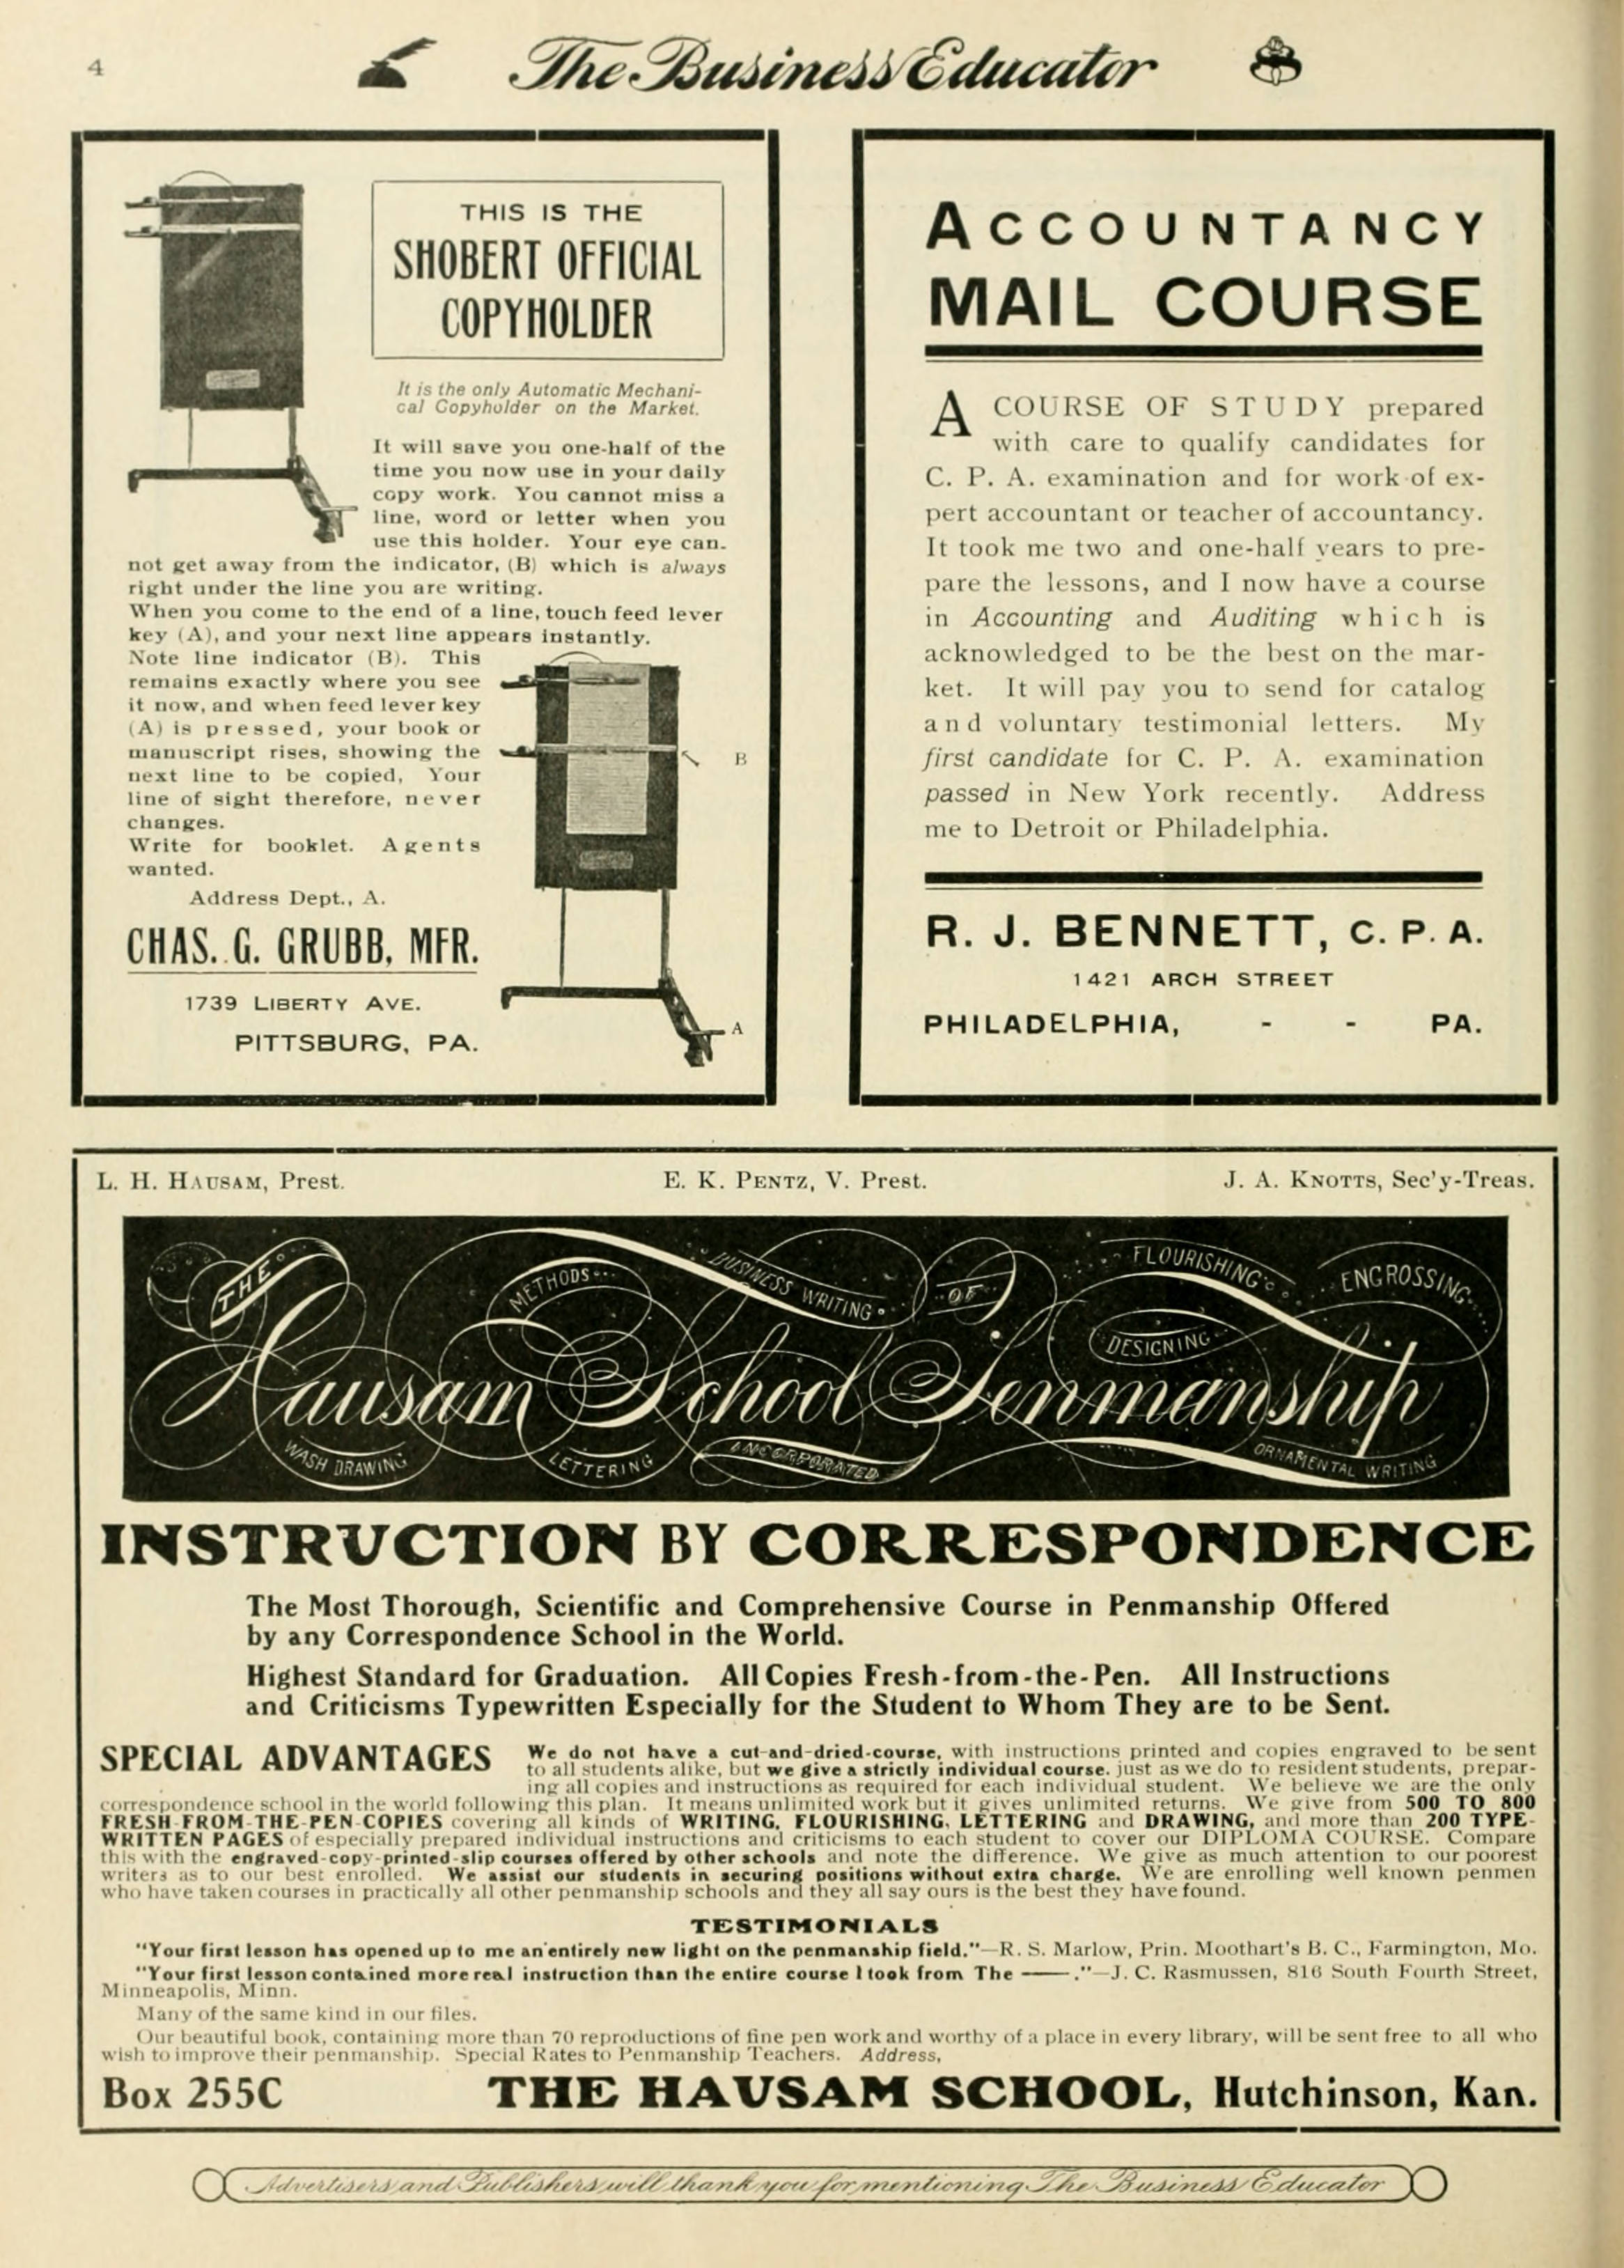 4
The Business Educator
THIS IS THE
SHOBERT OFFICIAL
COPYHOLDER
It is the only Automatic Mechani-
cal Copyholder on the Market.
It will save you one-half of the
time you now use in your daily
copy work. You cannot miss a
line, word or letter when you
use this holder. Your eye can.
not get away from the indicator, (B) which is always
right under the line you are writing.
When you come to the end of a line, touch feed lever
key (A), and your next line appears instantly.
Note line indicator (B). This
remains exactly where you see
it now, and when feed lever key
(A) is pressed, your book or
manuscript rises, showing the
next line to be copied, Your
line of sight therefore, never
changes.
Write for booklet. Agents
wanted.
Address Dept., A.
CHAS. G. GRUBB, MFR.
1739 LIBERTY AVE.
PITTSBURG, PA.
B
A
ACCOUNTANCY
MAIL COURSE
A COURSE OF STUDY prepared
with care to qualify candidates for
C. P. A. examination and for work of ex-
pert accountant or teacher of accountancy.
It took me two and one-half years to pre-
pare the lessons, and I now have a course
in Accounting and Auditing which is
acknowledged to be the best on the mar-
ket. It will pay you to send for catalog
and voluntary testimonial letters. My
first candidate for C. P. A. examination
passed in New York recently. Address
me to Detroit or Philadelphia.
R. J. BENNETT, C. P. A.
1421 ARCH STREET
PHILADELPHIA, - - PA.
L. H. HAUSAM, Prest. E. K. PENTZ, V. Prest. J. A. KNOTTS, Sec'y-Treas.
THE
METHODS
BUSINESS WRITING
OF
FLOURISHING
ENGROSSING
DESIGNING
Hausam School Penmanship
WASH DRAWING
LETTERING
INCORPORATED
ORNAMENTAL WRITING
INSTRUCTION BY CORRESPONDENCE
The Most Thorough, Scientific and Comprehensive Course in Penmanship Offered
by any Correspondence School in the World.
Highest Standard for Graduation. All Copies Fresh-from-the-Pen. All Instructions
and Criticisms Typewritten Especially for the Student to Whom They are to be Sent.
SPECIAL ADVANTAGES We do not have a cut-and-dried-course, with instructions printed and copies engraved to be sent
to all students alike, but we give a strictly individual course. just as we do to resident students, prepar-
ing all copies and instructions as required for each individual student. We believe we are the only
correspondence school in the world following this plan. It means unlimited work but it gives unlimited returns. We give from 500 TO 800
FRESH-FROM-THE-PEN-COPIES covering all kinds of WRITING, FLOURISHING, LETTERING and DRAWING, and more than 200 TYPE-
WRITTEN PAGES of especially prepared individual instructions and criticisms to each student to cover our DIPLOMA COURSE. Compare
this with the engraved-copy-printed-slip courses offered by other schools and note the difference. We give as much attention to our poorest
writers as to our best enrolled. We assist our students in securing positions without extra charge. We are enrolling well known penmen
who have taken courses in practically all other penmanship schools and they all say ours is the best they have found.
TESTIMONIALS
"Your first lesson has opened up to me an entirely new light on the penmanship field."—R. S. Marlow, Prin. Moothart's B. C., Farmington, Mo.
"Your first lesson contained more real instruction than the entire course I took from The ——."—J. C. Rasmussen, 816 South Fourth Street,
Minneapolis, Minn.
Many of the same kind in our files.
Our beautiful book, containing more than 70 reproductions of fine pen work and worthy of a place in every library, will be sent free to all who
wish to improve their penmanship. Special Rates to Penmanship Teachers. Address,
Box 255C THE HAUSAM SCHOOL, Hutchinson, Kan.
Advertisers and Publishers will thank you for mentioning The Business Educator